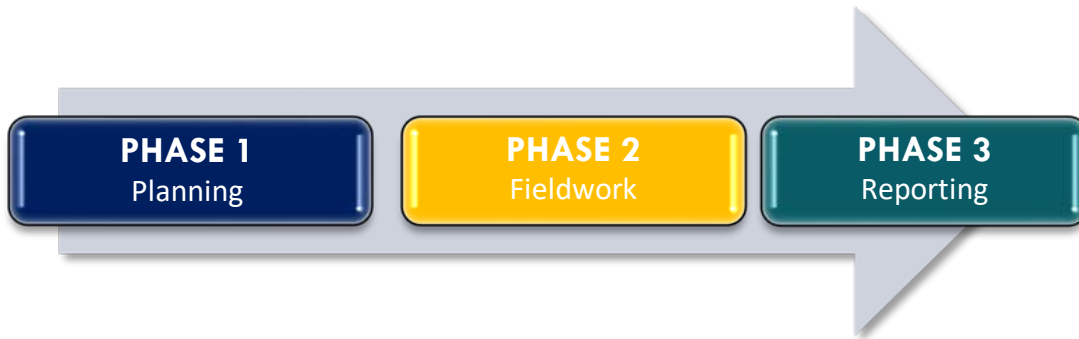 PHASE 1
Planning
PHASE 2
Fieldwork
PHASE 3
Reporting